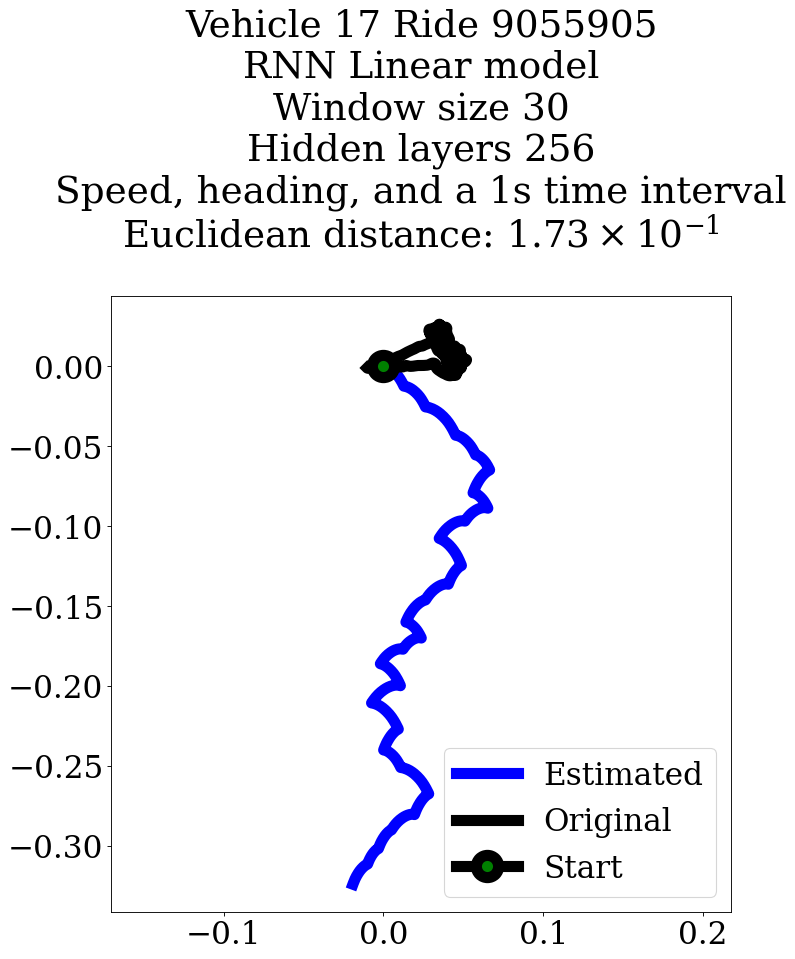 Vehicle 17 Ride 9055905
RNN Linear model
Window size 30
Hidden layers 256
Speed, heading, and a 1s time interval
Euclidean distance: 1.73 × 10⁻¹
0.00
−0.05
−0.10
−0.15
−0.20
−0.25
−0.30
Estimated
Original
Start
−0.1 0.0 0.1 0.2